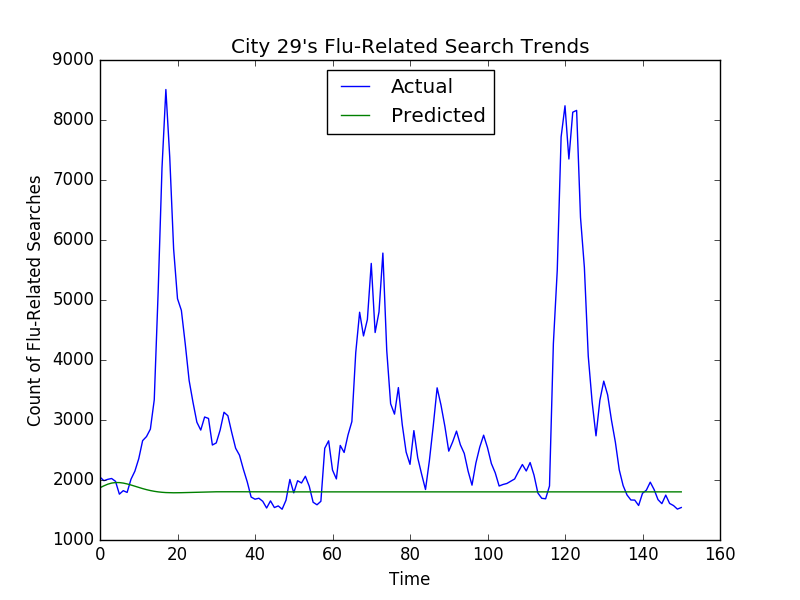 City 29's Flu-Related Search Trends
Actual
Predicted
Count of Flu-Related Searches
9000
8000
7000
6000
5000
4000
3000
2000
1000
0 20 40 60 80 100 120 140 160
Time